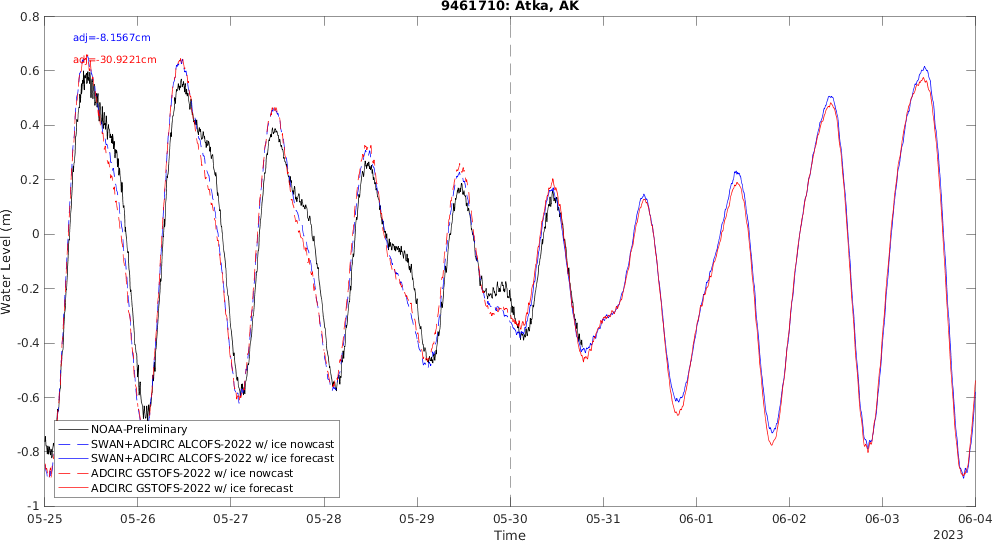 9461710: Atka, AK
adj=-8.1567cm
adj=-30.9221cm
0.8
0.6
0.4
0.2
0
-0.2
-0.4
-0.6
-0.8
-1
Water Level (m)
NOAA-Preliminary
SWAN+ADCIRC ALCOFS-2022 w/ ice nowcast
SWAN+ADCIRC ALCOFS-2022 w/ ice forecast
ADCIRC GSTOFS-2022 w/ ice nowcast
ADCIRC GSTOFS-2022 w/ ice forecast
05-25 05-26 05-27 05-28 05-29 05-30 05-31 06-01 06-02 06-03 06-04
Time
2023